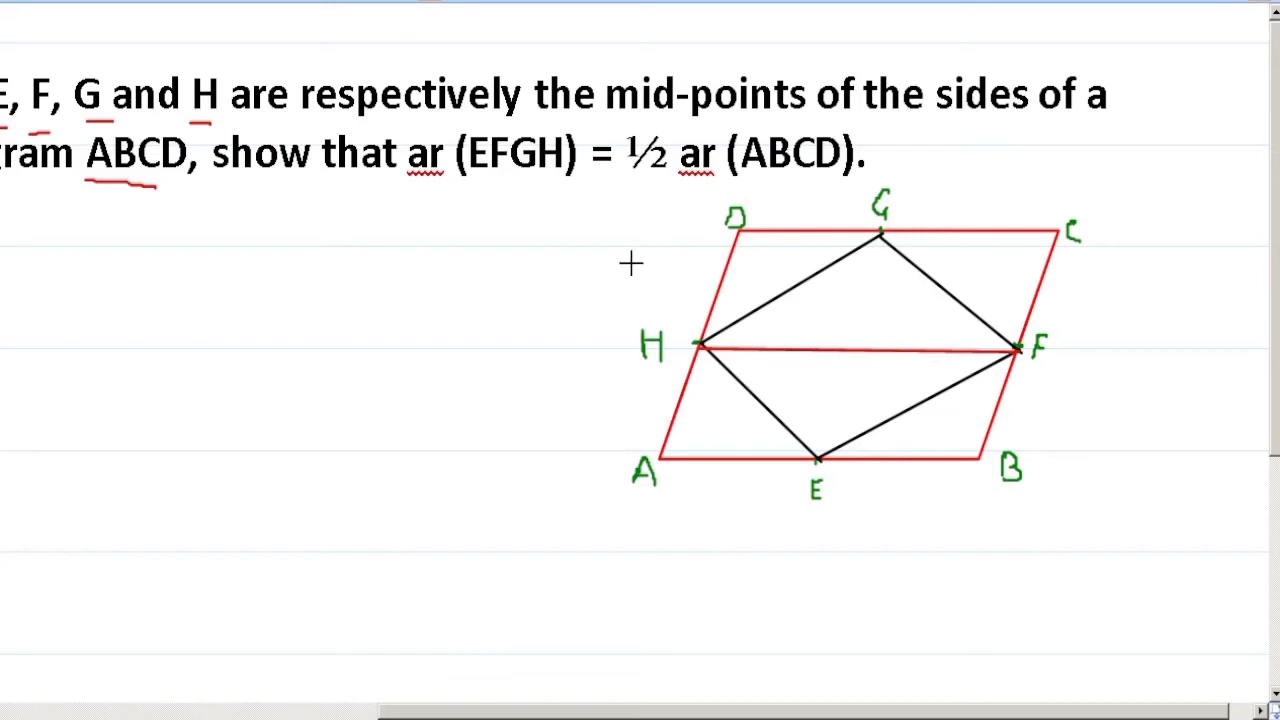 E, F, G and H are respectively the mid-points of the sides of a
gram ABCD, show that ar (EFGH) = ½ ar (ABCD).
D G C
H F
A E B